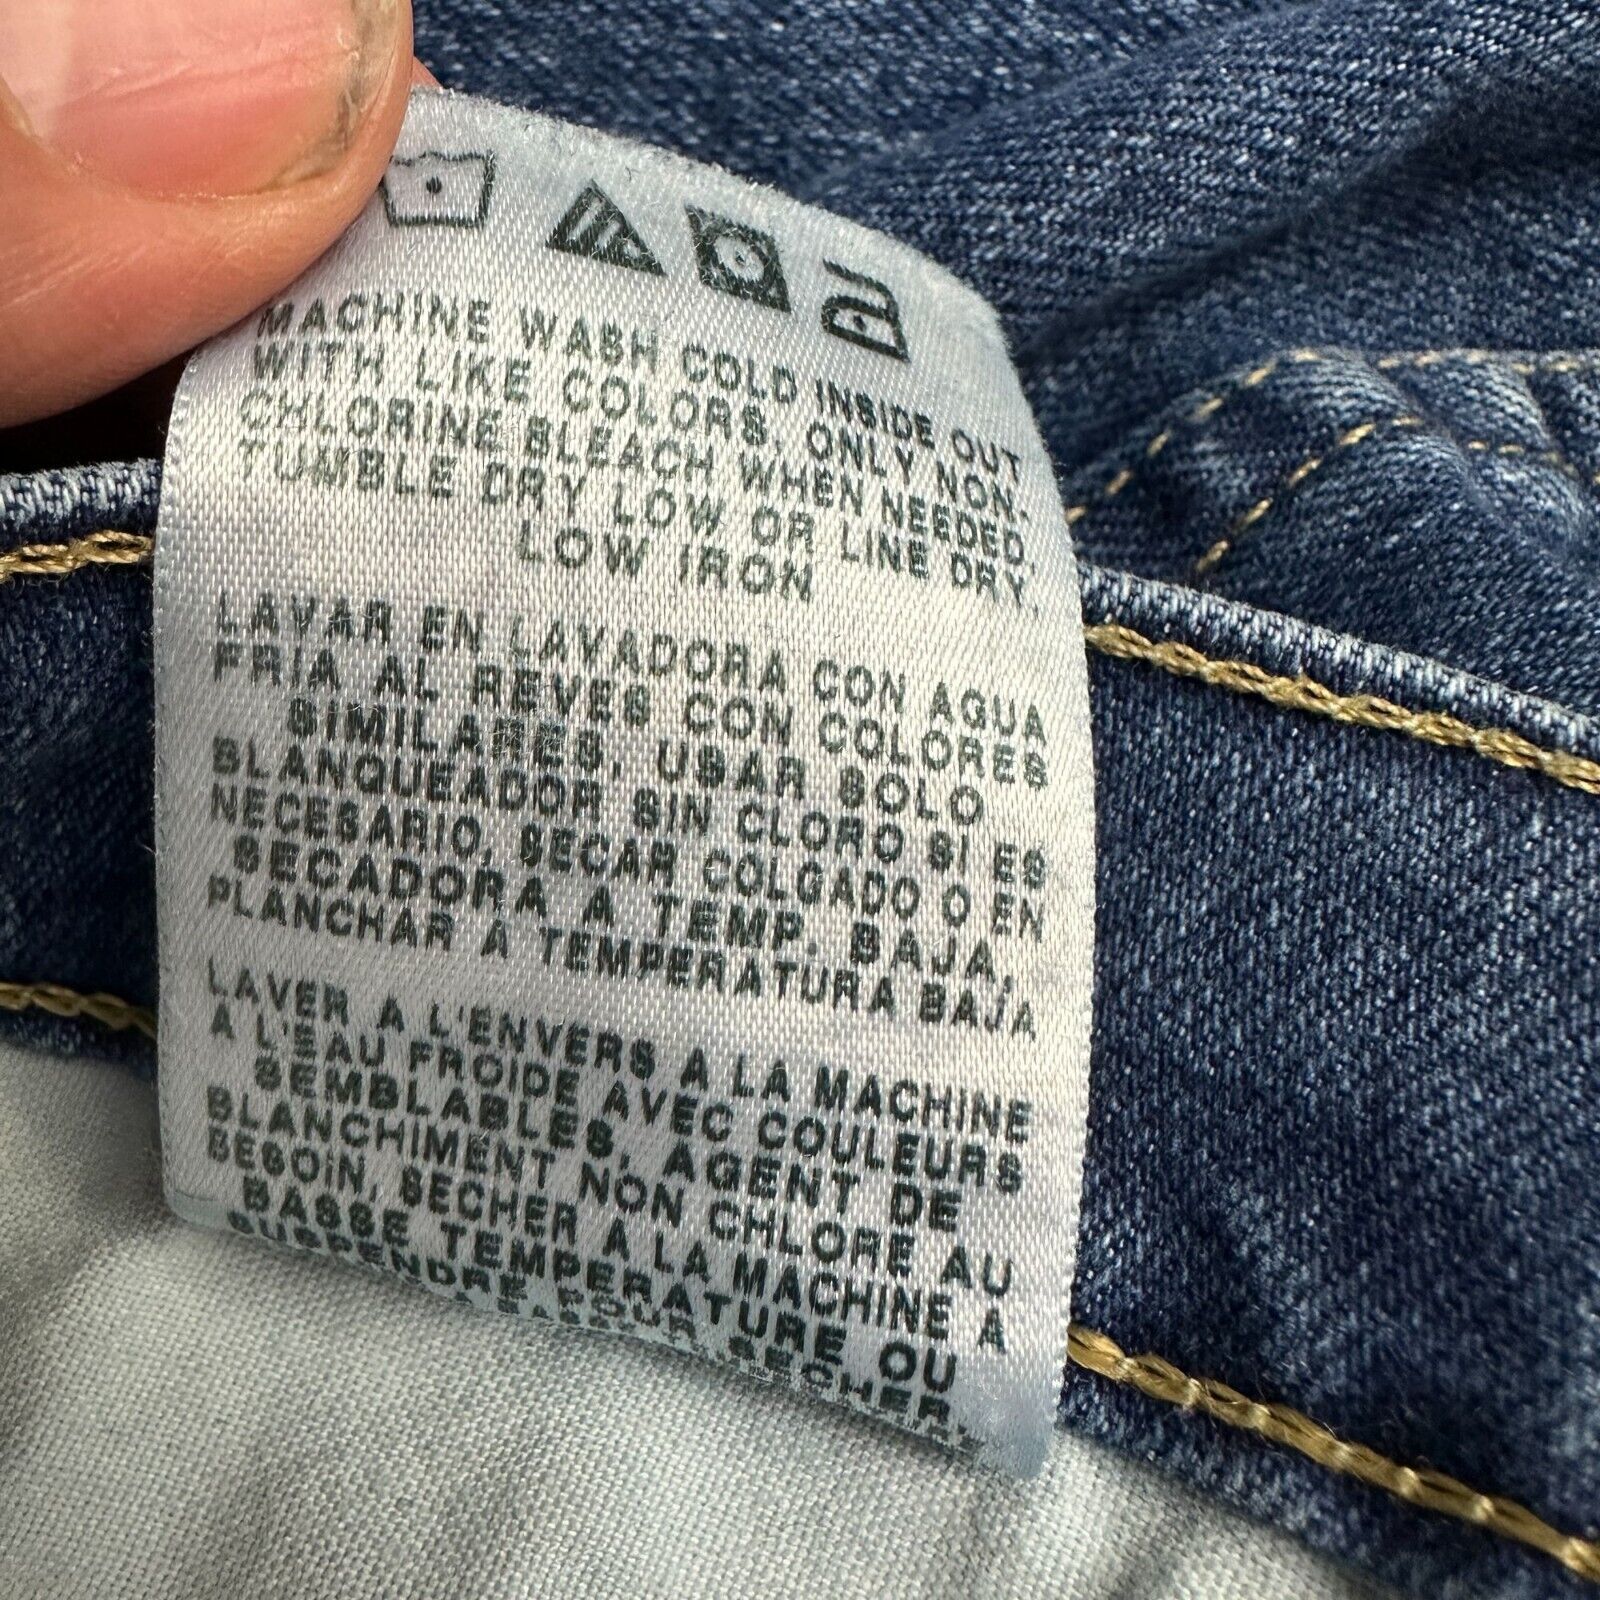 MACHINE WASH COLD INSIDE OUT
WITH LIKE COLORS, ONLY NON-
CHLORINE BLEACH WHEN NEEDED.
TUMBLE DRY LOW OR LINE DRY.
LOW IRON
LAVAR EN LAVADORA CON AGUA
FRIA AL REVES CON COLORES
SIMILARES, USAR SOLO
BLANQUEADOR SIN CLORO SI ES
NECESARIO, SECAR COLGADO O EN
SECADORA A TEMP. BAJA,
PLANCHAR A TEMPERATURA BAJA
LAVER A L'ENVERS A LA MACHINE
A L'EAU FROIDE AVEC COULEURS
SEMBLABLES, AGENT DE
BLANCHIMENT NON CHLORE AU
BESOIN, SECHER A LA MACHINE A
BASSE TEMPERATURE OU
SUSPENDRE POUR SECHER,